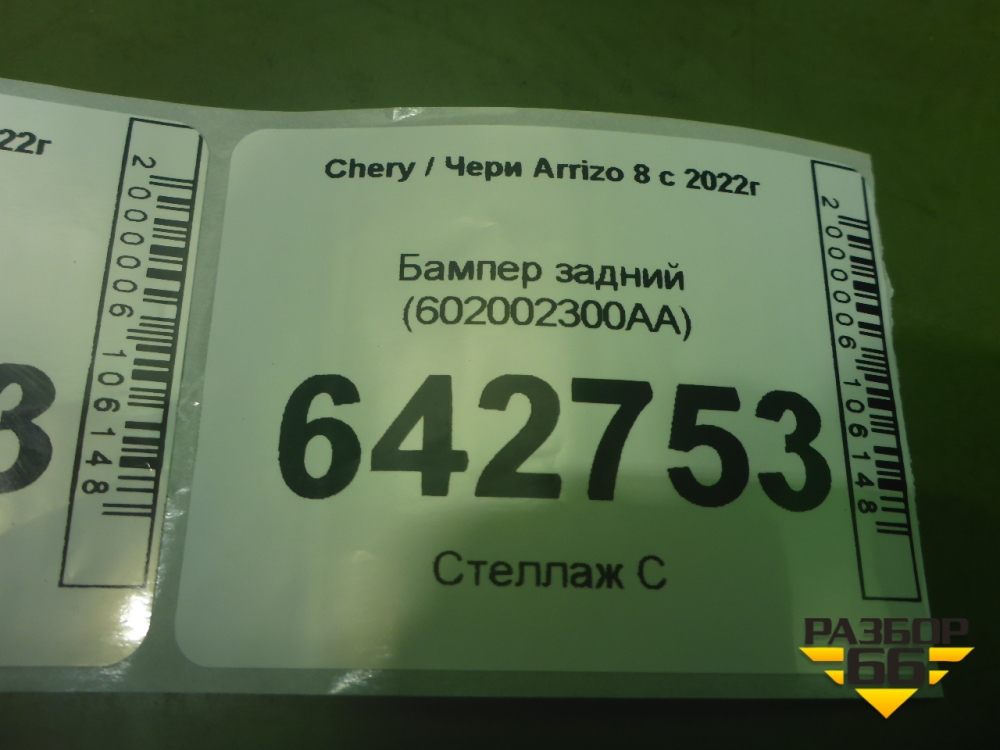 22г
2000006106148
3
Chery / Чери Arrizo 8 с 2022г
Бампер задний
(602002300AA)
642753
Стеллаж С
2000006106148
РАЗБОР
66